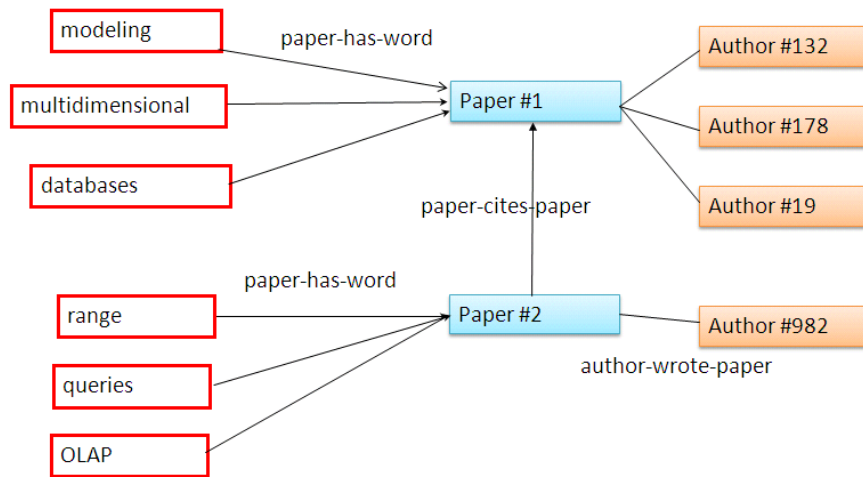 modeling
paper-has-word
Author #132
multidimensional
Paper #1
Author #178
databases
paper-cites-paper
Author #19
paper-has-word
range
Paper #2
Author #982
author-wrote-paper
queries
OLAP